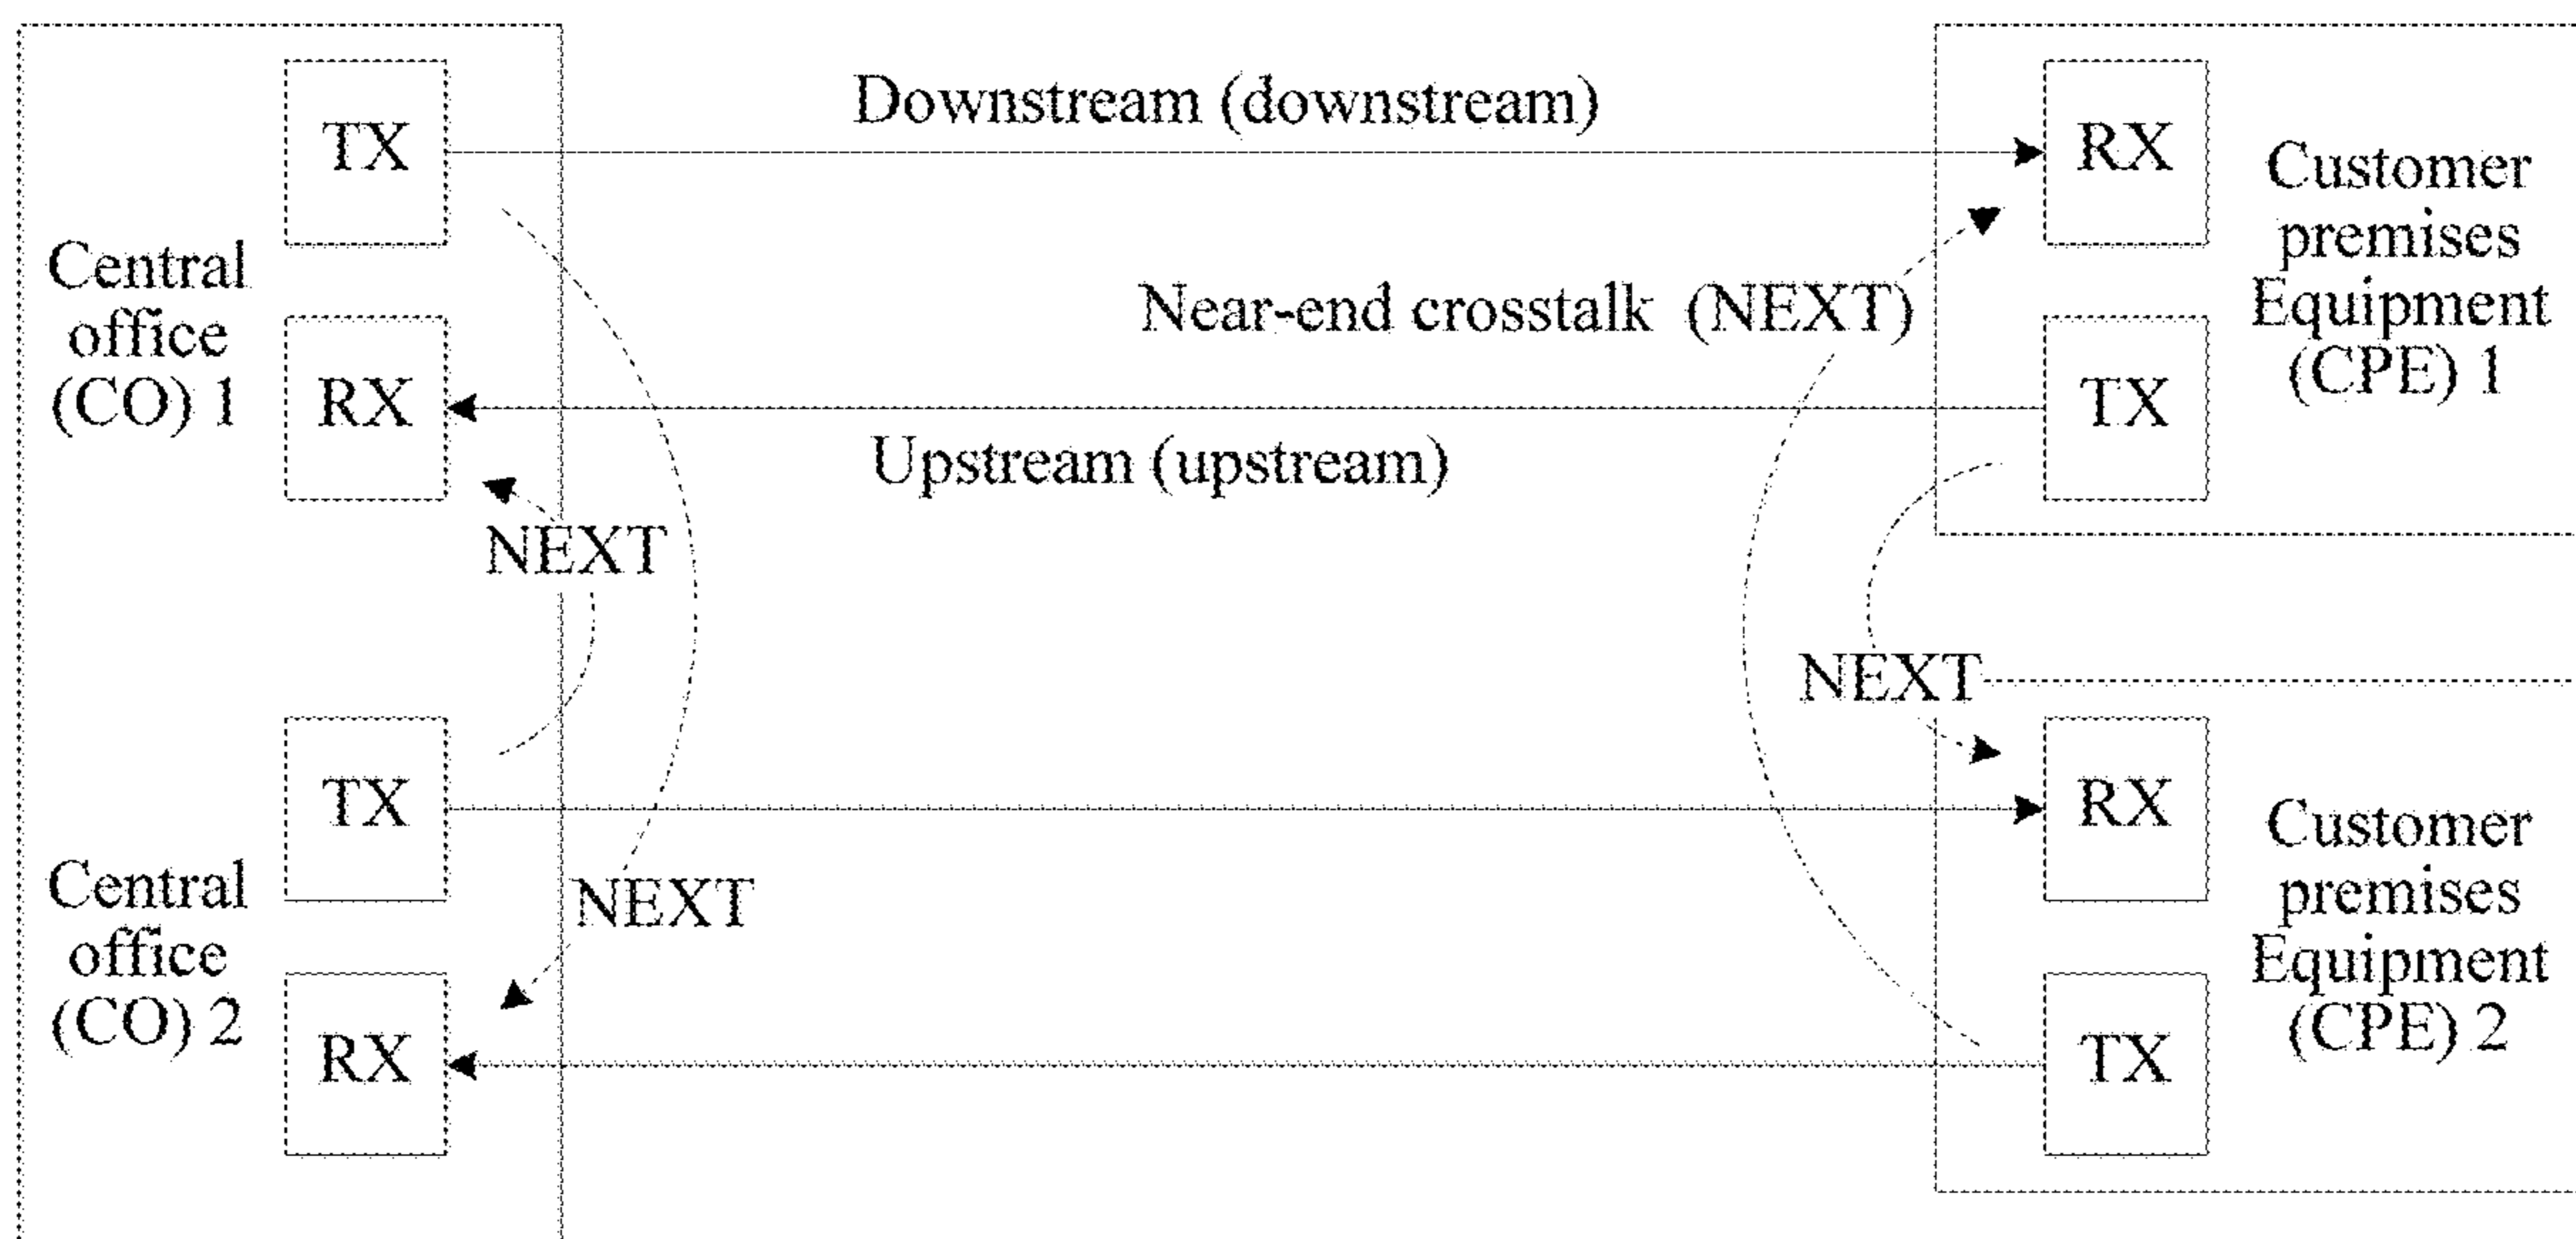 TX
Downstream (downstream)
RX
Customer
premises
Equipment
(CPE) 1
Central
office
(CO) 1
Near-end crosstalk (NEXT)
RX
TX
Upstream (upstream)
NEXT
NEXT
TX
RX
Customer
premises
Equipment
(CPE) 2
Central
office
(CO) 2
NEXT
RX
TX